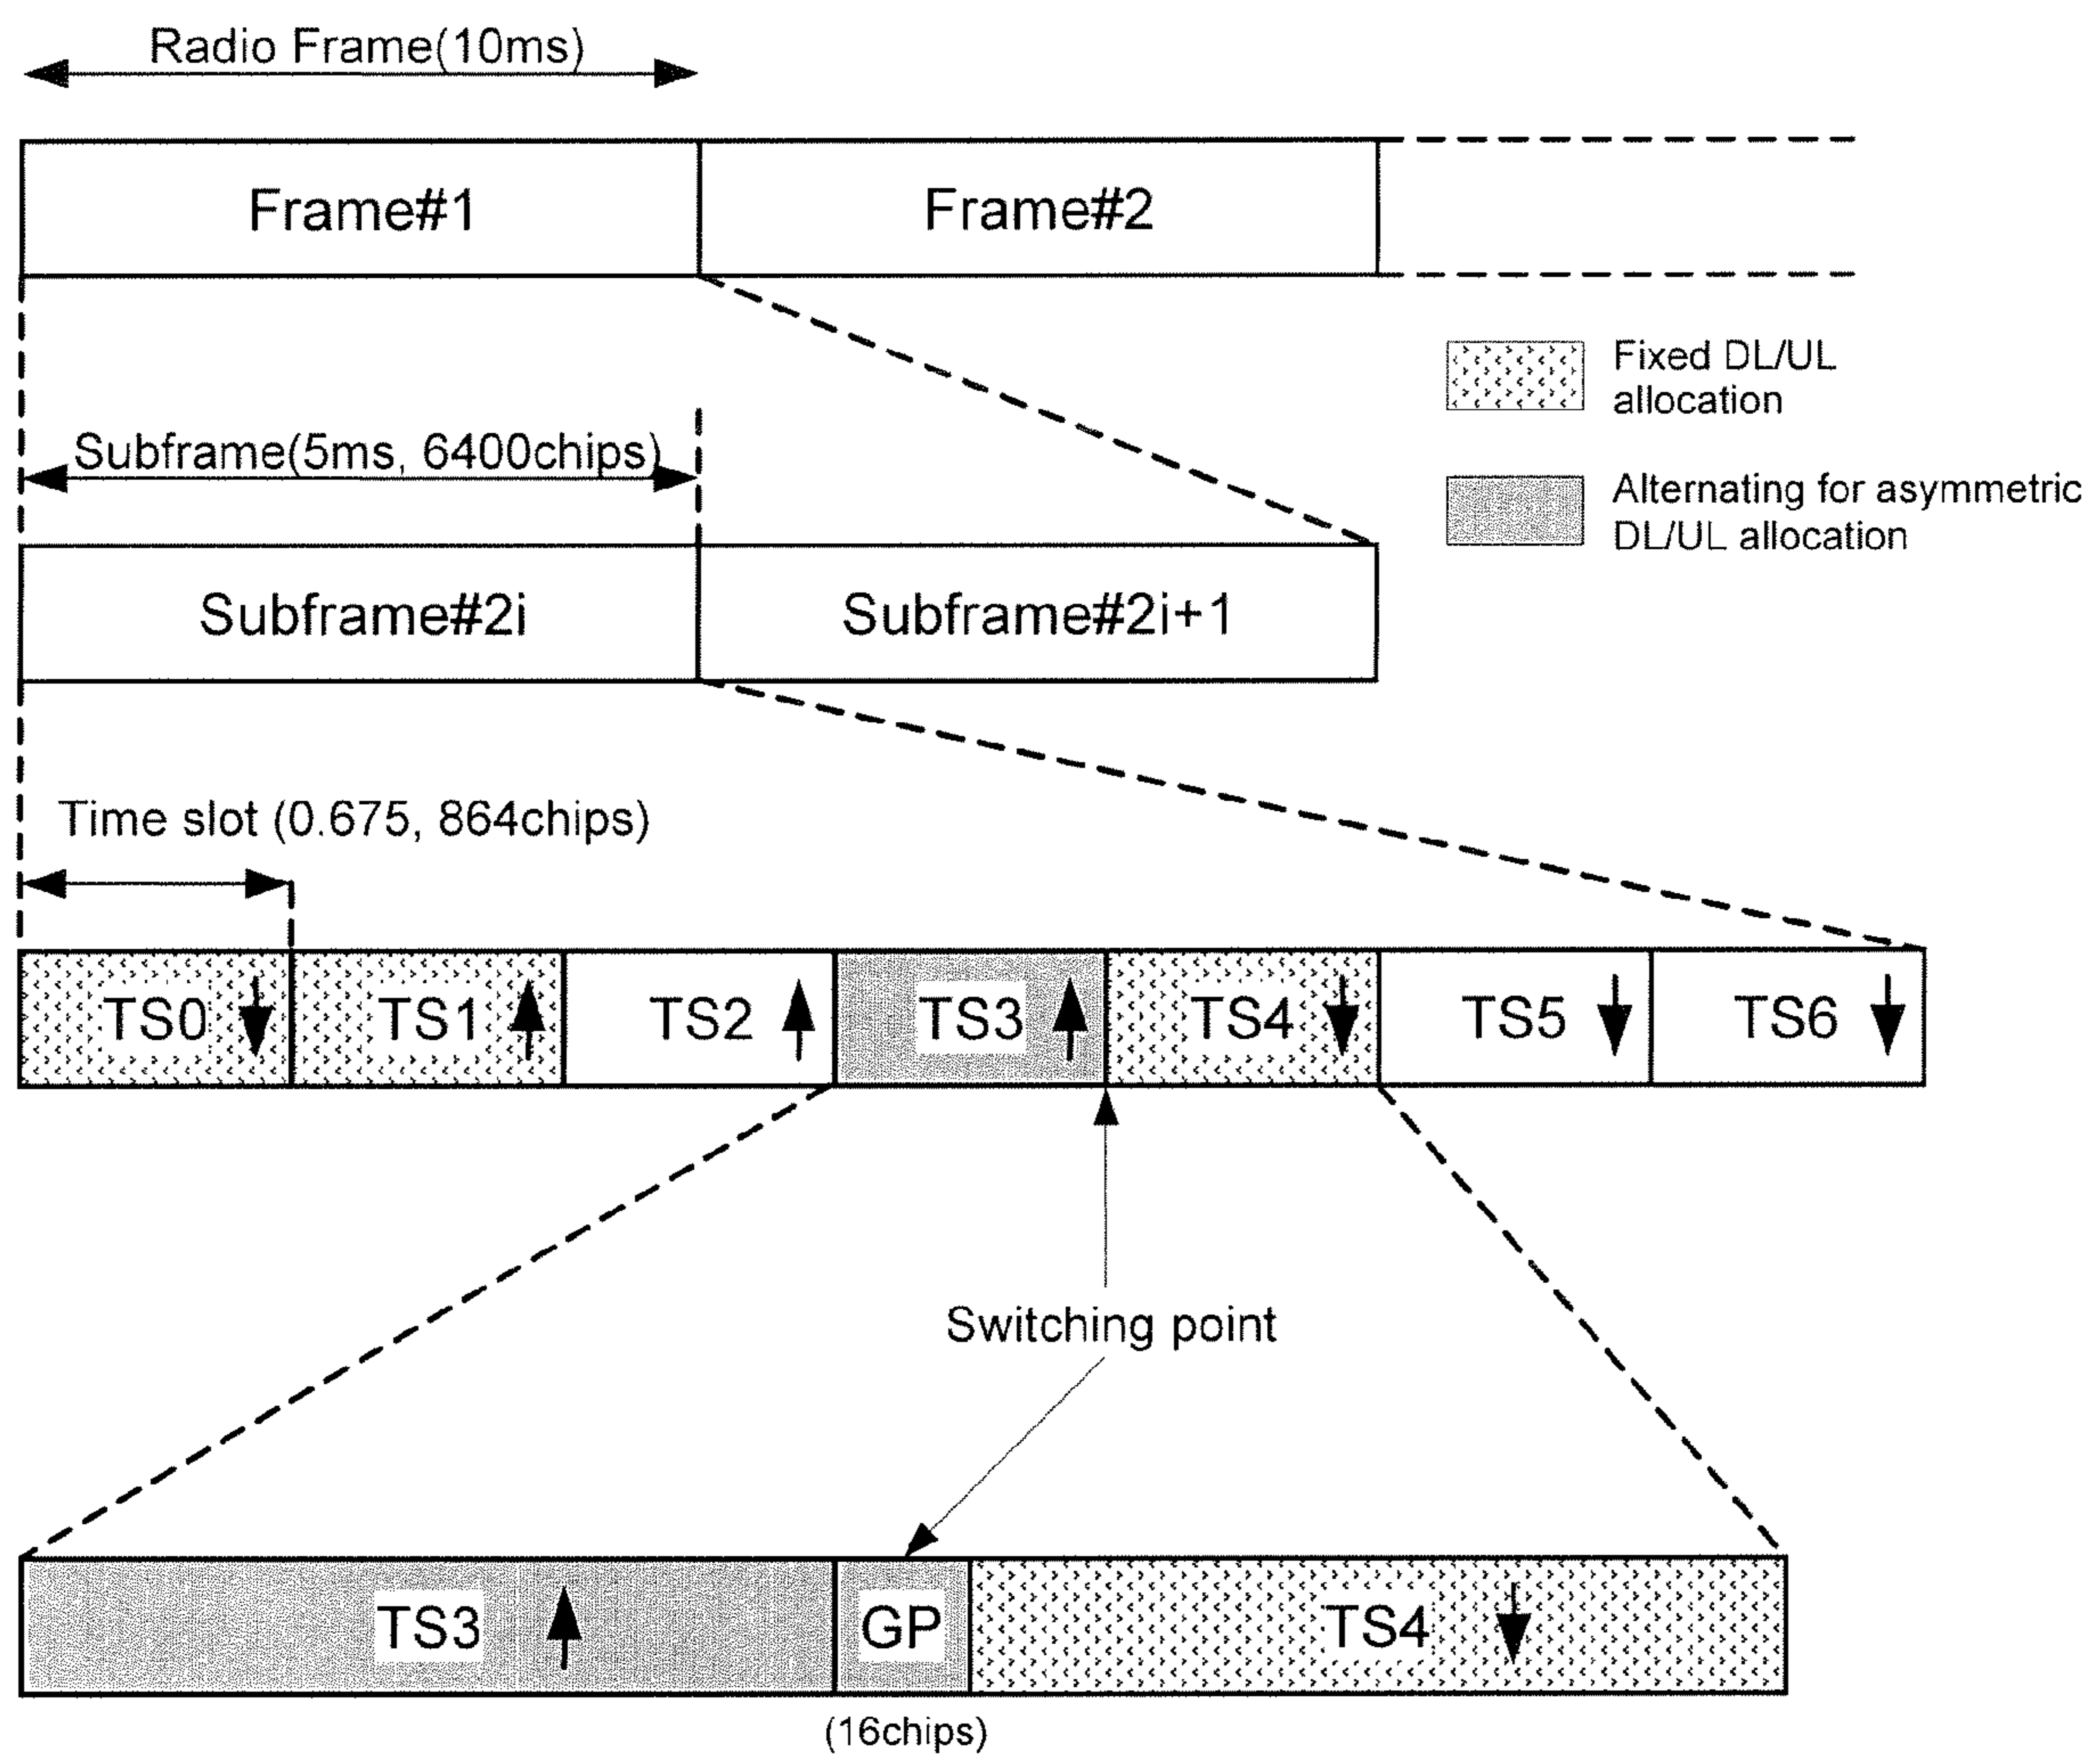 Radio Frame(10ms)
Frame#1
Frame#2
Fixed DL/UL
allocation
Subframe(5ms, 6400chips)
Alternating for asymmetric
DL/UL allocation
Subframe#2i
Subframe#2i+1
Time slot (0.675, 864chips)
TS0
TS1
TS2
TS3
TS4
TS5
TS6
Switching point
TS3
GP
TS4
(16chips)